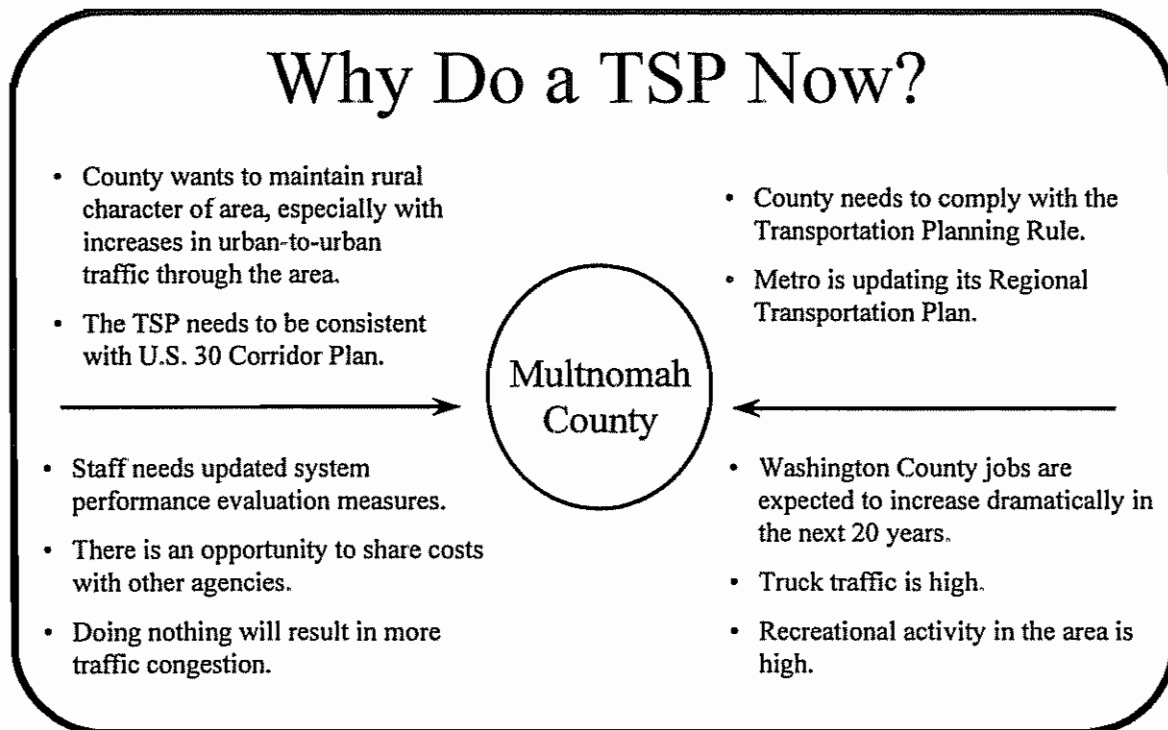 Why Do a TSP Now?
• County wants to maintain rural
character of area, especially with
increases in urban-to-urban
traffic through the area.
• The TSP needs to be consistent
with U.S. 30 Corridor Plan.
• County needs to comply with the
Transportation Planning Rule.
• Metro is updating its Regional
Transportation Plan.
Multnomah
County
• Staff needs updated system
performance evaluation measures.
• There is an opportunity to share costs
with other agencies.
• Doing nothing will result in more
traffic congestion.
• Washington County jobs are
expected to increase dramatically in
the next 20 years.
• Truck traffic is high.
• Recreational activity in the area is
high.